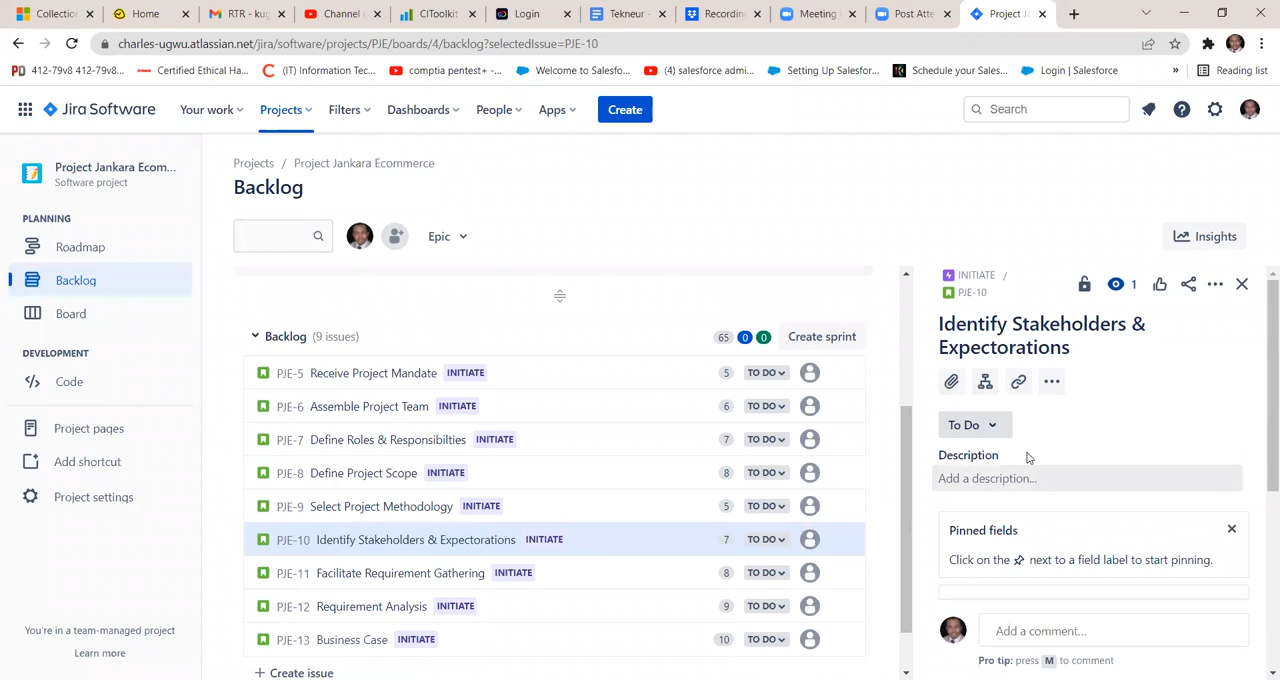 Collectio
Home
RTR - kug
Channel c
CIToolkit
Login
Tekneur -
Recordin
Meeting I
Post Atte
Project Ja
charles-ugwu.atlassian.net/jira/software/projects/PJE/boards/4/backlog?selectedIssue=PJE-10
412-79v8 412-79v8...
Certified Ethical Ha...
(IT) Information Tec...
comptia pentest+ -...
Welcome to Salesfo...
(4) salesforce admi...
Setting Up Salesfor...
Schedule your Sales...
Login | Salesforce
»
Reading list
Jira Software
Your work
Projects
Filters
Dashboards
People
Apps
Create
Search
Project Jankara Ecom...
Software project
PLANNING
Roadmap
Backlog
Board
DEVELOPMENT
Code
Project pages
Add shortcut
Project settings
You're in a team-managed project
Learn more
Projects / Project Jankara Ecommerce
Backlog
Epic
Insights
Backlog (9 issues)
65 0 0
Create sprint
PJE-5 Receive Project Mandate INITIATE 5 TO DO
PJE-6 Assemble Project Team INITIATE 6 TO DO
PJE-7 Define Roles & Responsibilties INITIATE 7 TO DO
PJE-8 Define Project Scope INITIATE 8 TO DO
PJE-9 Select Project Methodology INITIATE 5 TO DO
PJE-10 Identify Stakeholders & Expectorations INITIATE 7 TO DO
PJE-11 Facilitate Requirement Gathering INITIATE 8 TO DO
PJE-12 Requirement Analysis INITIATE 9 TO DO
PJE-13 Business Case INITIATE 10 TO DO
+ Create issue
INITIATE /
PJE-10
1
Identify Stakeholders &
Expectorations
To Do
Description
Add a description...
Pinned fields
Click on the next to a field label to start pinning.
Add a comment...
Pro tip: press M to comment